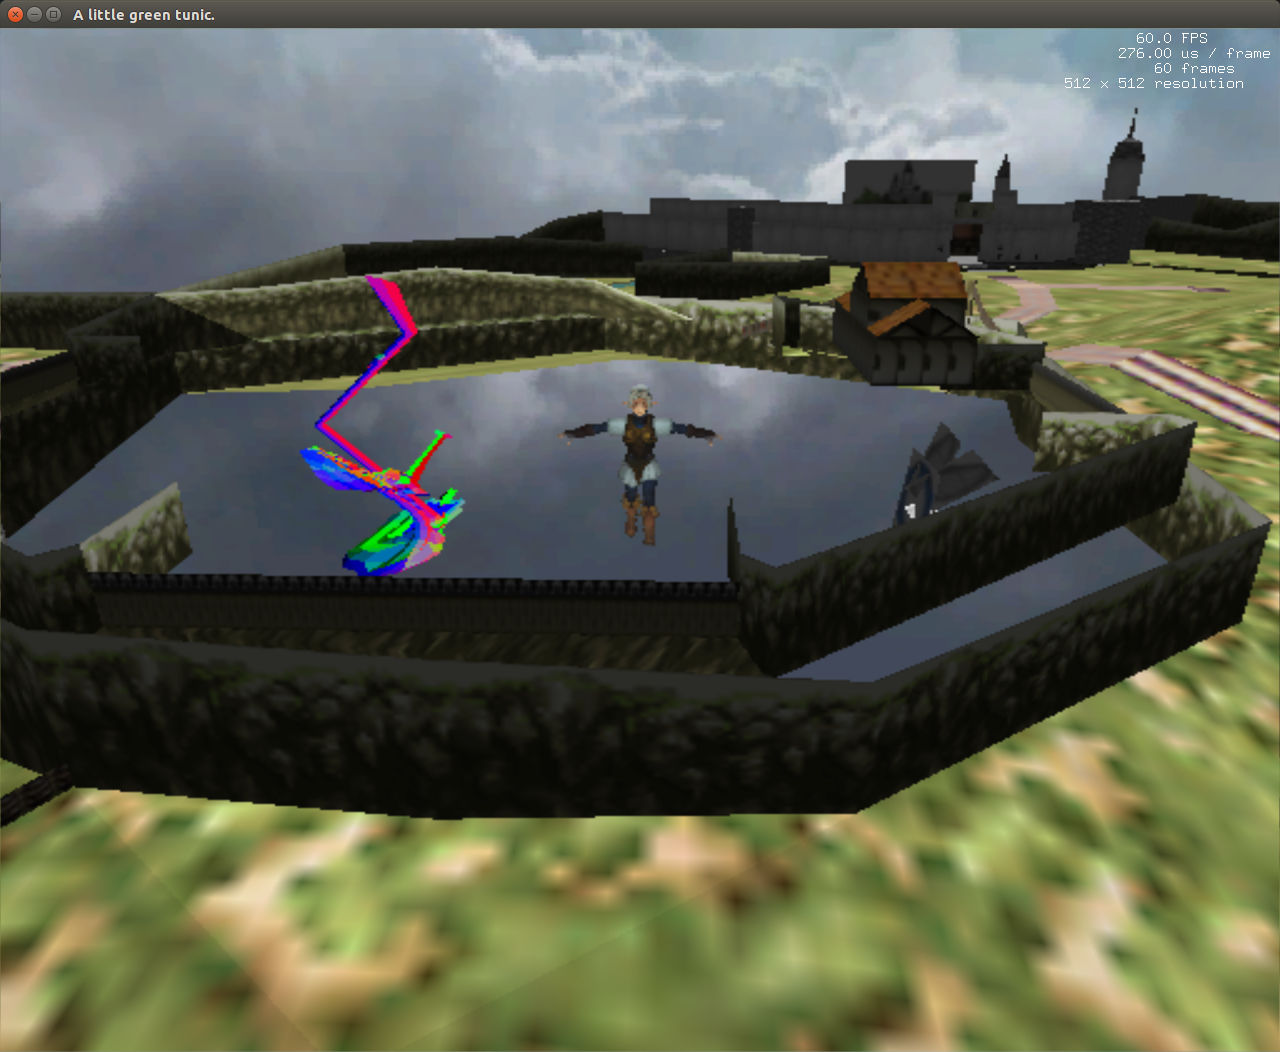 A little green tunic.
60.0 FPS
276.00 us / frame
60 frames
512 x 512 resolution